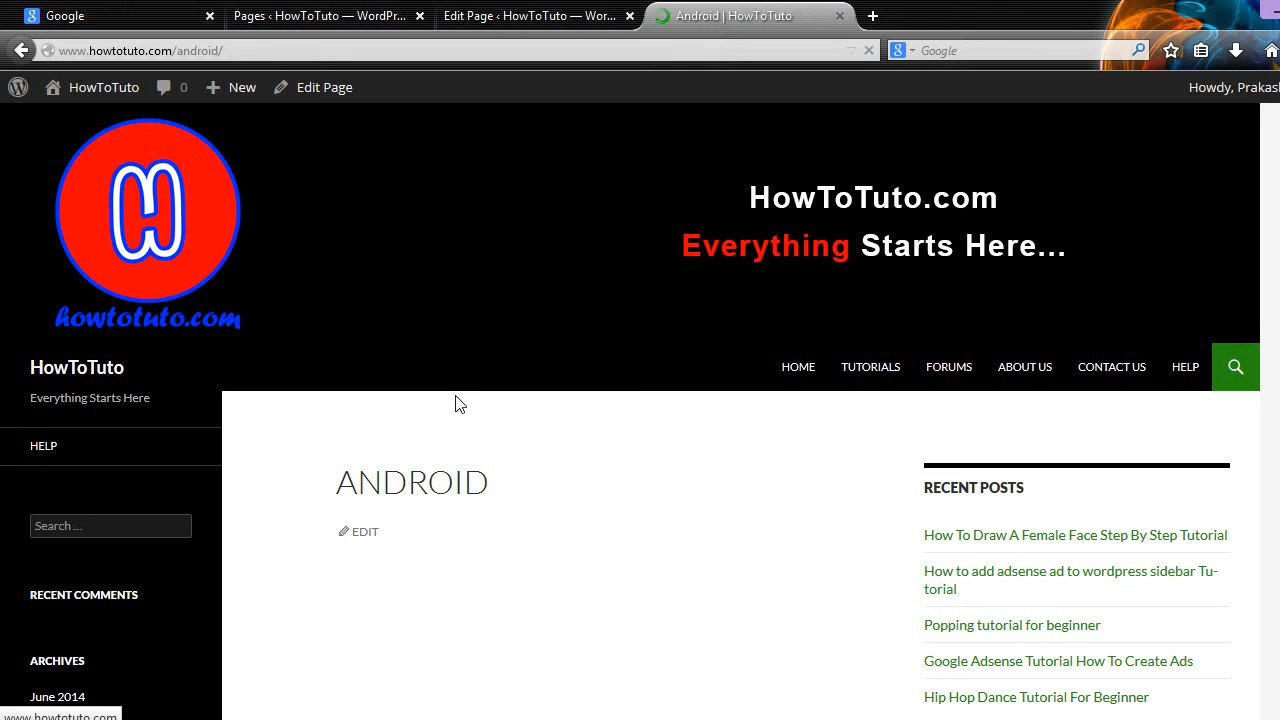 Google
Pages ‹ HowToTuto — WordPr...
Edit Page ‹ HowToTuto — Wor...
Android | HowToTuto
www.howtotuto.com/android/
Google
HowToTuto
0
New
Edit Page
Howdy, Prakas
H
howtotuto.com
HowToTuto.com
Everything Starts Here...
HowToTuto
HOME
TUTORIALS
FORUMS
ABOUT US
CONTACT US
HELP
Everything Starts Here
HELP
ANDROID
EDIT
Search ...
RECENT COMMENTS
ARCHIVES
June 2014
RECENT POSTS
How To Draw A Female Face Step By Step Tutorial
How to add adsense ad to wordpress sidebar Tu-
torial
Popping tutorial for beginner
Google Adsense Tutorial How To Create Ads
Hip Hop Dance Tutorial For Beginner
www.howtotuto.com